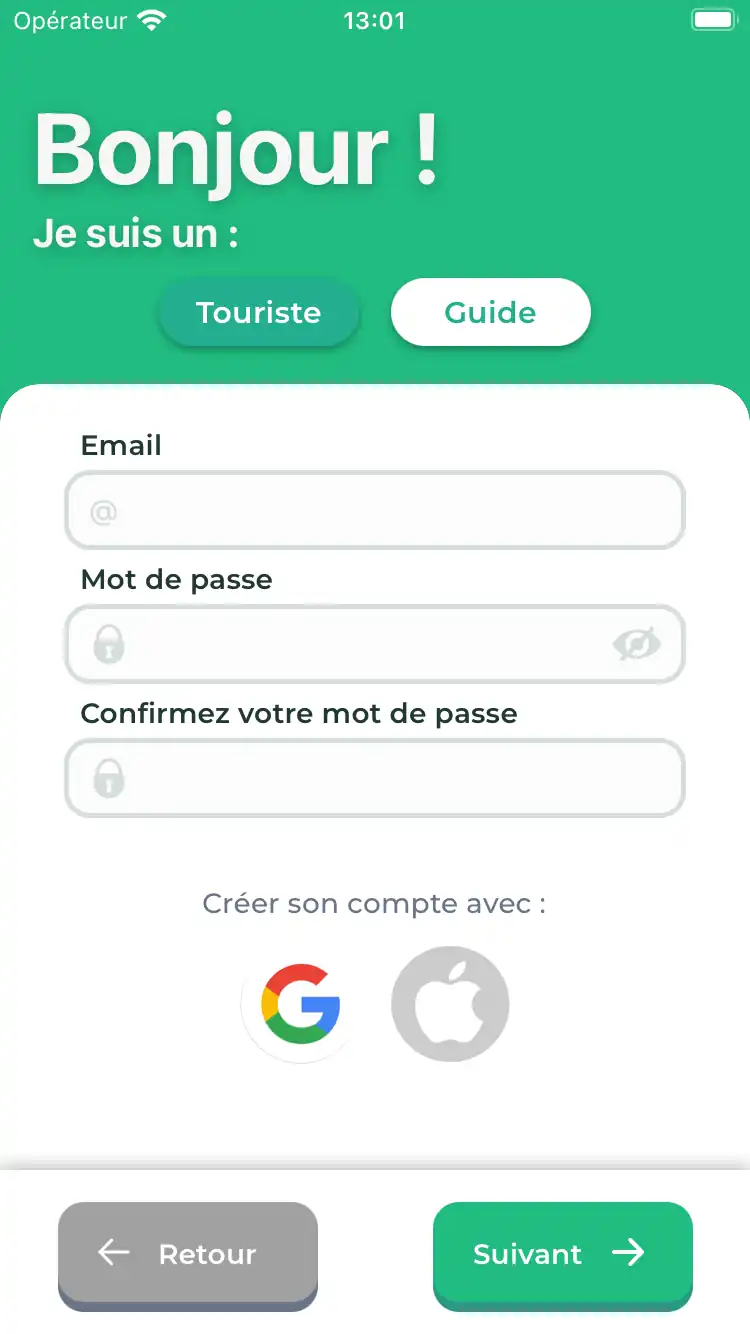 Opérateur 13:01
Bonjour !
Je suis un :
Touriste Guide
Email
@
Mot de passe
Confirmez votre mot de passe
Créer son compte avec :
Retour Suivant